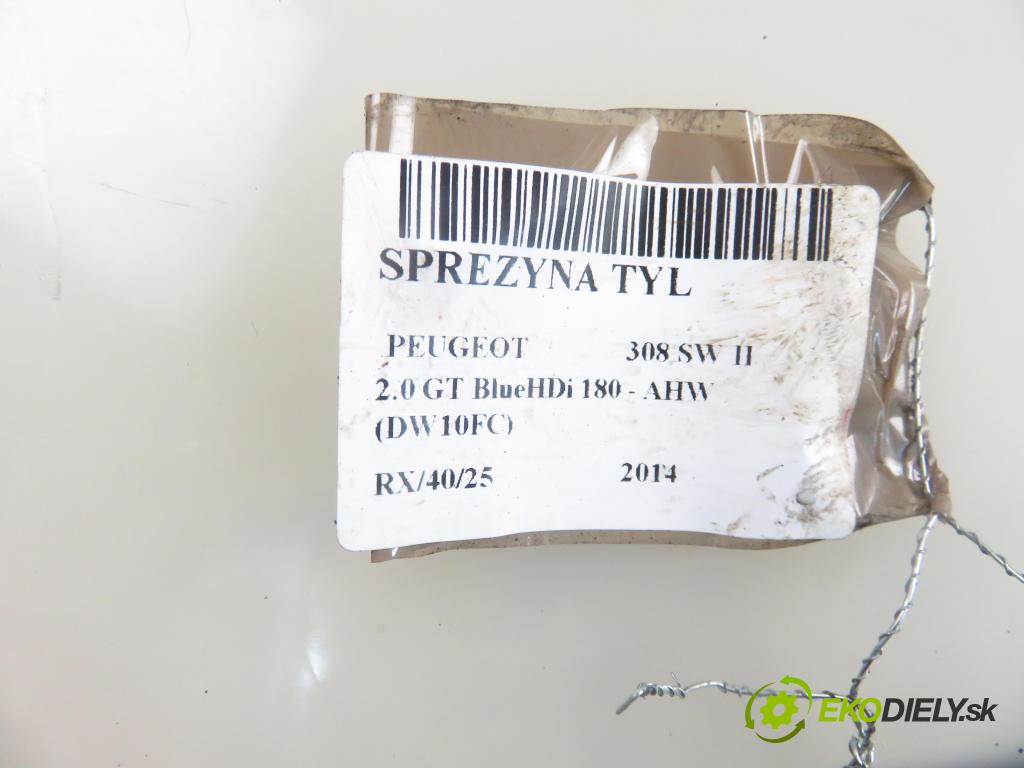 SPREZYNA TYL
PEUGEOT 308 SW II
2.0 GT BlueHDi 180 - AHW
(DW10FC)
RX/40/25 2014
EKODIELY.sk